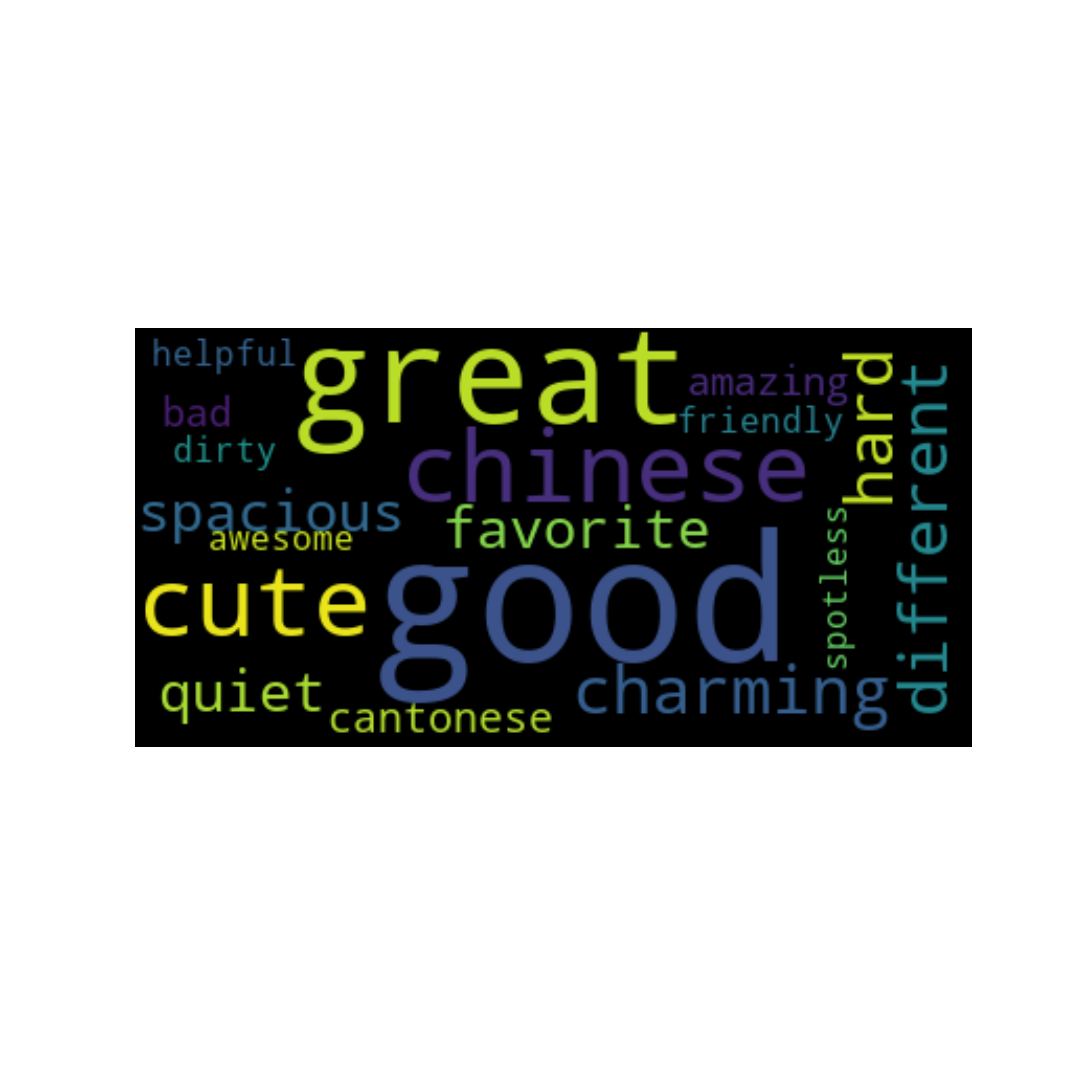 helpful
great
amazing
bad
friendly
hard
different
dirty
chinese
spacious
favorite
awesome
spotless
cute
good
quiet
charming
cantonese